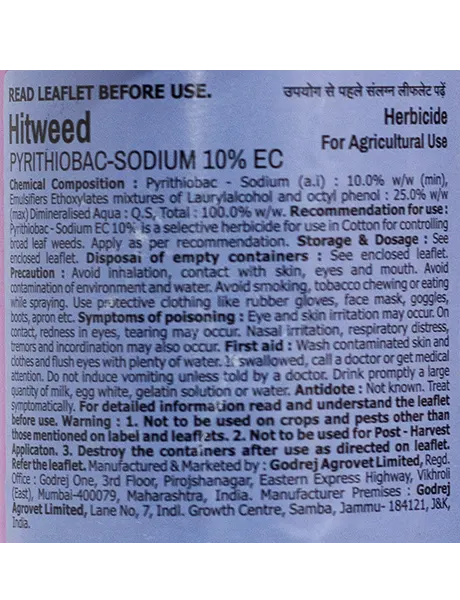 READ LEAFLET BEFORE USE. उपयोग से पहले संलग्न लीफलेट पढ़ें
Hitweed Herbicide
For Agricultural Use
PYRITHIOBAC-SODIUM 10% EC
Chemical Composition : Pyrithiobac - Sodium (a.i) : 10.0% w/w (min),
Emulsifiers Ethoxylates mixtures of Laurylalcohol and octyl phenol : 25.0% w/w
(max) Dimineralised Aqua : Q.S, Total : 100.0% w/w. Recommendation for use :
Pyrithiobac - Sodium EC 10% is a selective herbicide for use in Cotton for controlling
broad leaf weeds. Apply as per recommendation. Storage & Dosage : See
enclosed leaflet. Disposal of empty containers : See enclosed leaflet.
Precaution : Avoid inhalation, contact with skin, eyes and mouth. Avoid
contamination of environment and water. Avoid smoking, tobacco chewing or eating
while spraying. Use protective clothing like rubber gloves, face mask, goggles,
boots, apron etc. Symptoms of poisoning : Eye and skin irritation may occur. On
contact, redness in eyes, tearing may occur. Nasal irritation, respiratory distress,
tremors and incordination may also occur. First aid : Wash contaminated skin and
clothes and flush eyes with plenty of water. If swallowed, call a doctor or get medical
attention. Do not induce vomiting unless told by a doctor. Drink promptly a large
quantity of milk, egg white, gelatin solution or water. Antidote : Not known. Treat
symptomatically. For detailed information read and understand the leaflet
before use. Warning : 1. Not to be used on crops and pests other than
those mentioned on label and leaflets. 2. Not to be used for Post - Harvest
Applicaton. 3. Destroy the containers after use as directed on leaflet.
Refer the leaflet. Manufactured & Marketed by : Godrej Agrovet Limited, Regd.
Office : Godrej One, 3rd Floor, Pirojshanagar, Eastern Express Highway, Vikhroli
(East), Mumbai-400079, Maharashtra, India. Manufacturer Premises : Godrej
Agrovet Limited, Lane No, 7, Indl. Growth Centre, Samba, Jammu- 184121, J&K,
India.